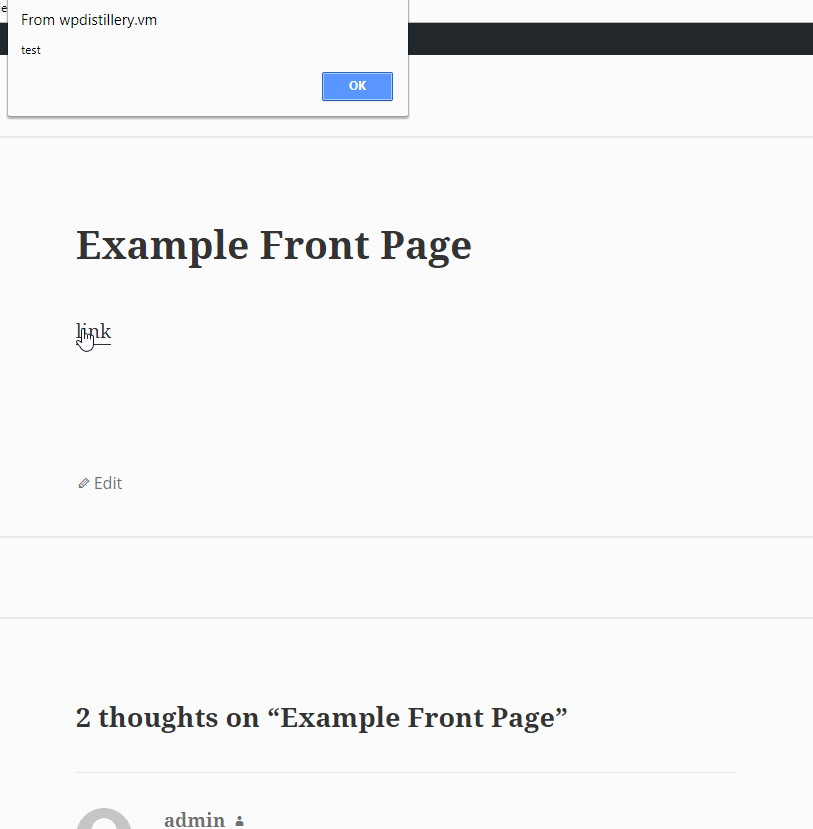 From wpdistillery.vm
test
OK
Example Front Page
link
Edit
2 thoughts on “Example Front Page”
admin